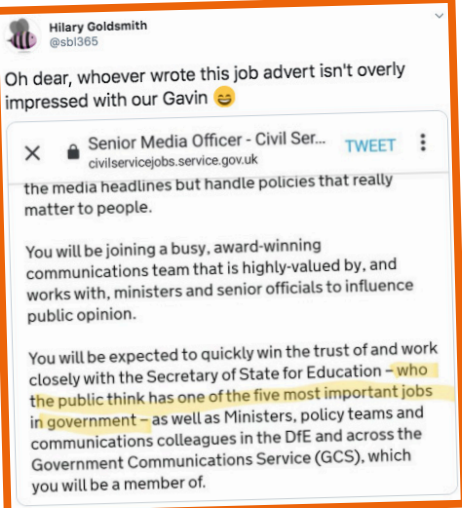 Hilary Goldsmith
@sbl365
Oh dear, whoever wrote this job advert isn't overly
impressed with our Gavin 😄
Senior Media Officer - Civil Ser...
TWEET
civilservicejobs.service.gov.uk
the media headlines but handle policies that really
matter to people.
You will be joining a busy, award-winning
communications team that is highly-valued by, and
works with, ministers and senior officials to influence
public opinion.
You will be expected to quickly win the trust of and work
closely with the Secretary of State for Education – who
the public think has one of the five most important jobs
in government – as well as Ministers, policy teams and
communications colleagues in the DfE and across the
Government Communications Service (GCS), which
you will be a member of.